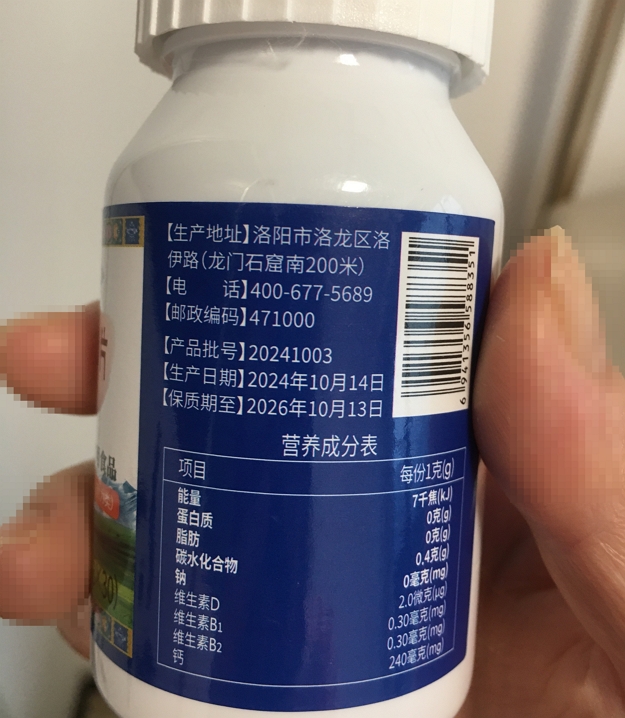 【生产地址】洛阳市洛龙区洛
伊路(龙门石窟南200米)
【电 话】400-677-5689
【邮政编码】471000
【产品批号】20241003
【生产日期】2024年10月14日
【保质期至】2026年10月13日
6 941356 588351
营养成分表
项目 每份1克(g)
能量 7千焦(kJ)
蛋白质 0克(g)
脂肪 0克(g)
碳水化合物 0.4克(g)
钠 0毫克(mg)
维生素D 2.0微克(μg)
维生素B1 0.30毫克(mg)
维生素B2 0.30毫克(mg)
钙 240毫克(mg)
片
食品